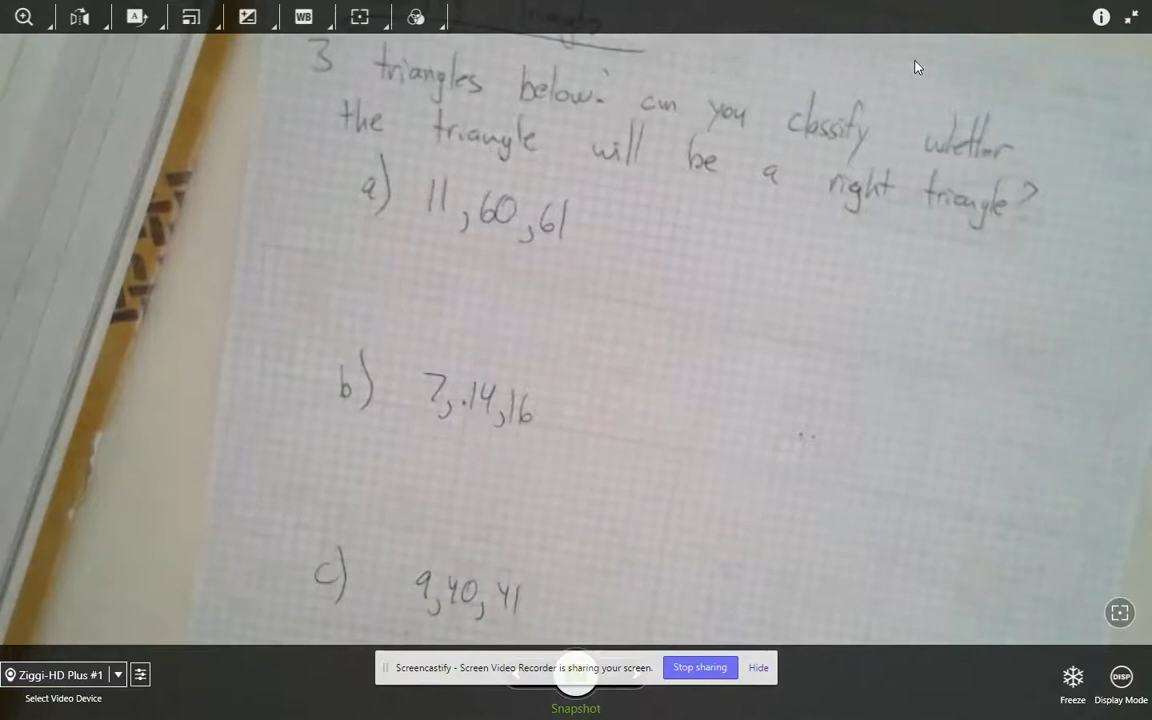 A
WB
3 triangles below: can you classify whether
the triangle will be a right triangle?
a) 11, 60, 61
b) 7, .14, 16
c) 9, 40, 41
Ziggi-HD Plus #1
Select Video Device
Screencastify - Screen Video Recorder is sharing your screen.
Stop sharing
Hide
Snapshot
Freeze
DISP
Display Mode